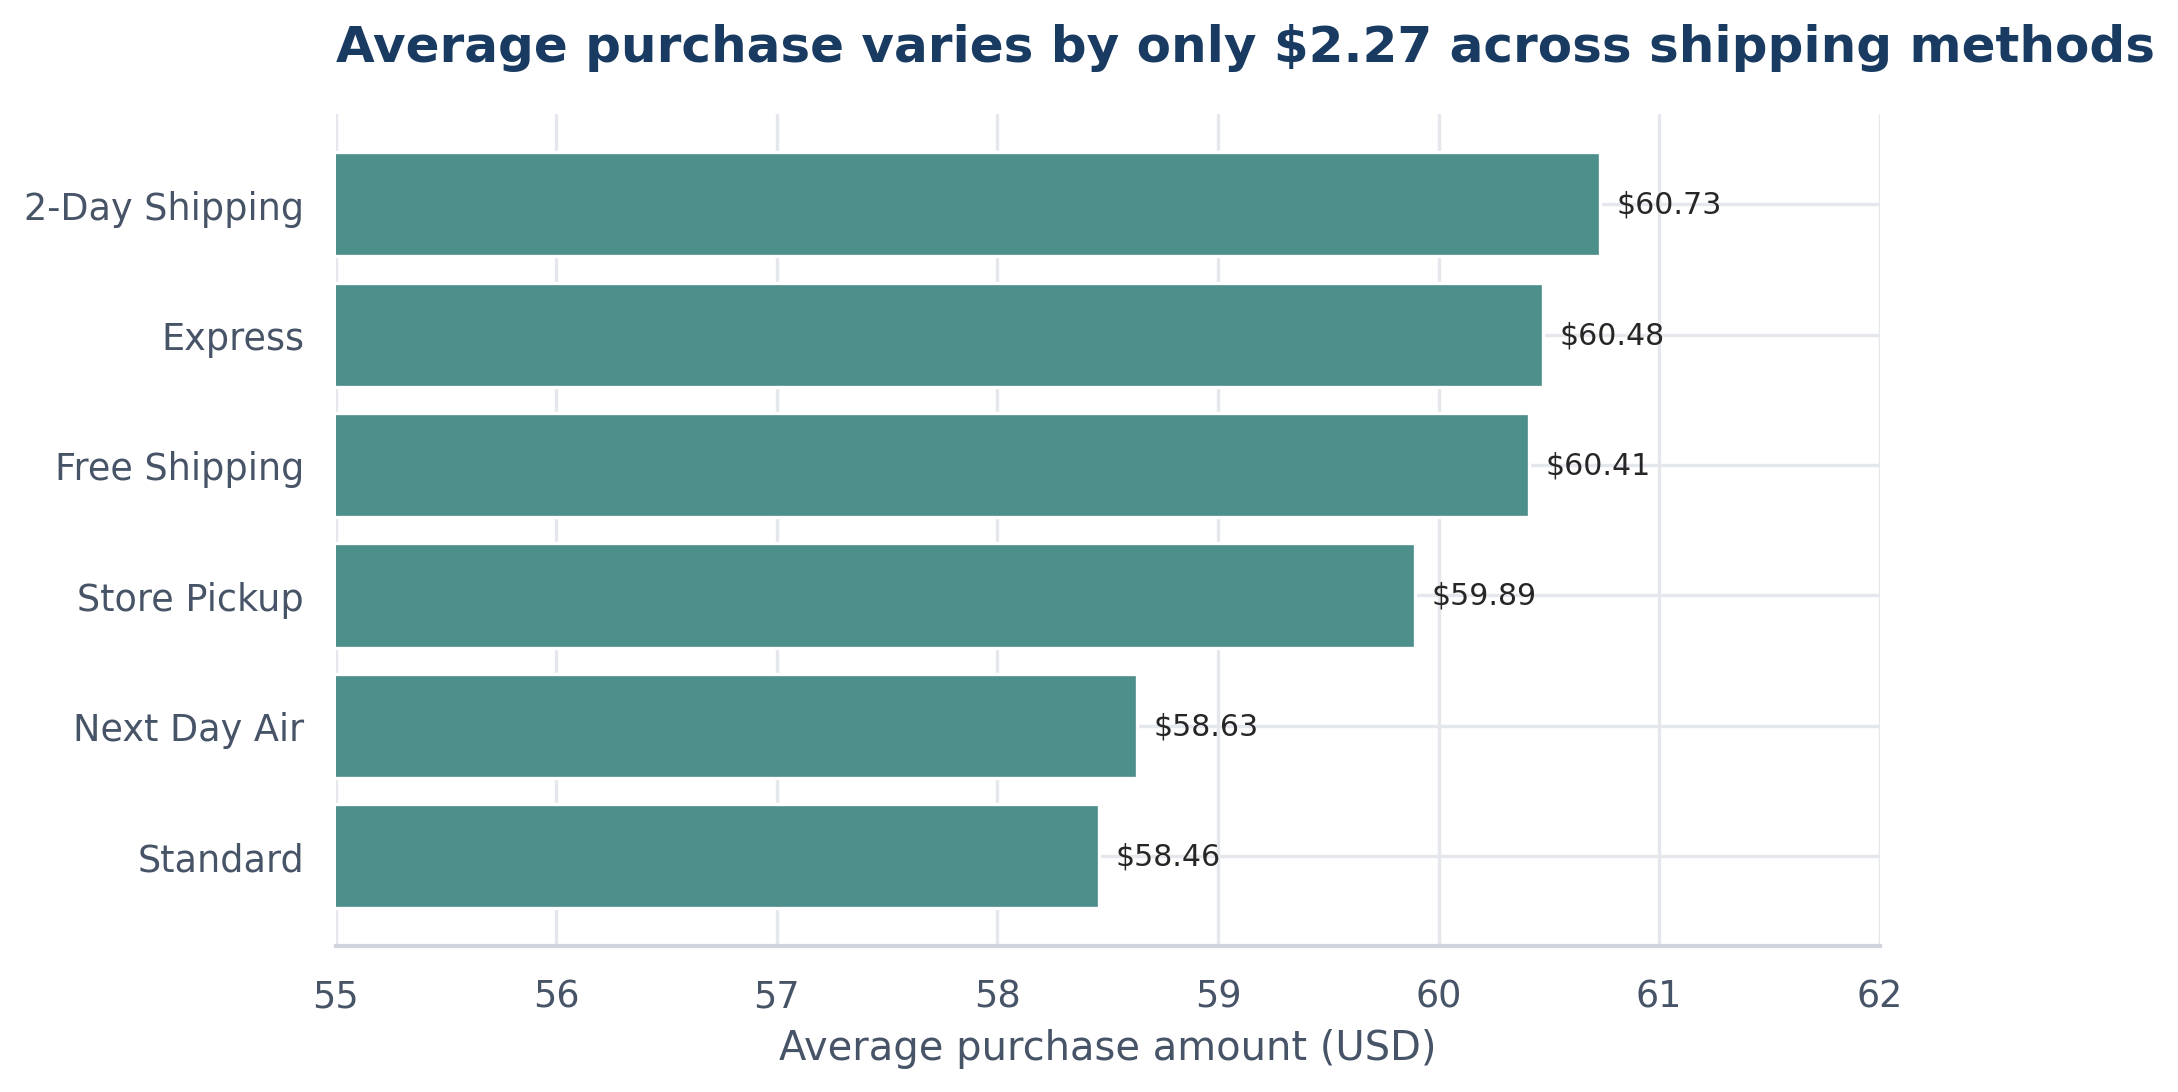 Average purchase varies by only $2.27 across shipping methods
2-Day Shipping
$60.73
Express
$60.48
Free Shipping
$60.41
Store Pickup
$59.89
Next Day Air
$58.63
Standard
$58.46
55 56 57 58 59 60 61 62
Average purchase amount (USD)